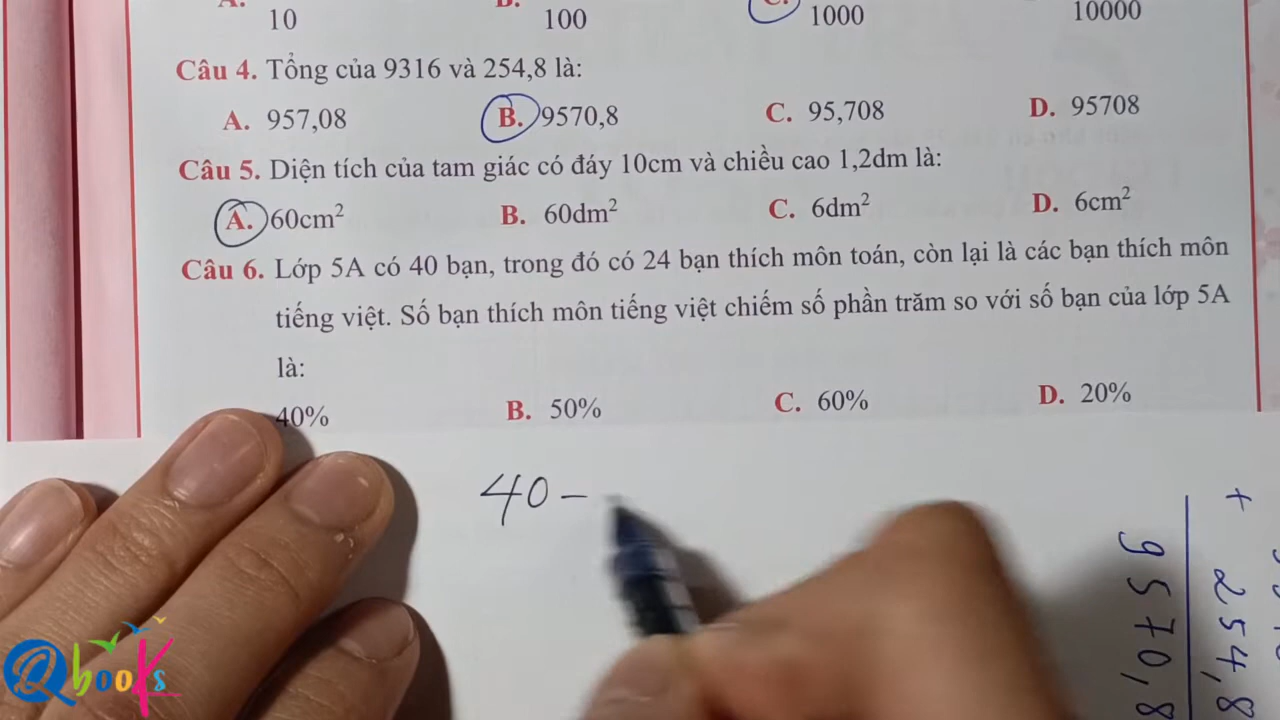 10 100 1000 10000
Câu 4. Tổng của 9316 và 254,8 là:
A. 957,08 B. 9570,8 C. 95,708 D. 95708
Câu 5. Diện tích của tam giác có đáy 10cm và chiều cao 1,2dm là:
A. 60cm² B. 60dm² C. 6dm² D. 6cm²
Câu 6. Lớp 5A có 40 bạn, trong đó có 24 bạn thích môn toán, còn lại là các bạn thích môn
tiếng việt. Số bạn thích môn tiếng việt chiếm số phần trăm so với số bạn của lớp 5A
là:
40% B. 50% C. 60% D. 20%
40 –
+ 254,8
9570,8
Qbooks